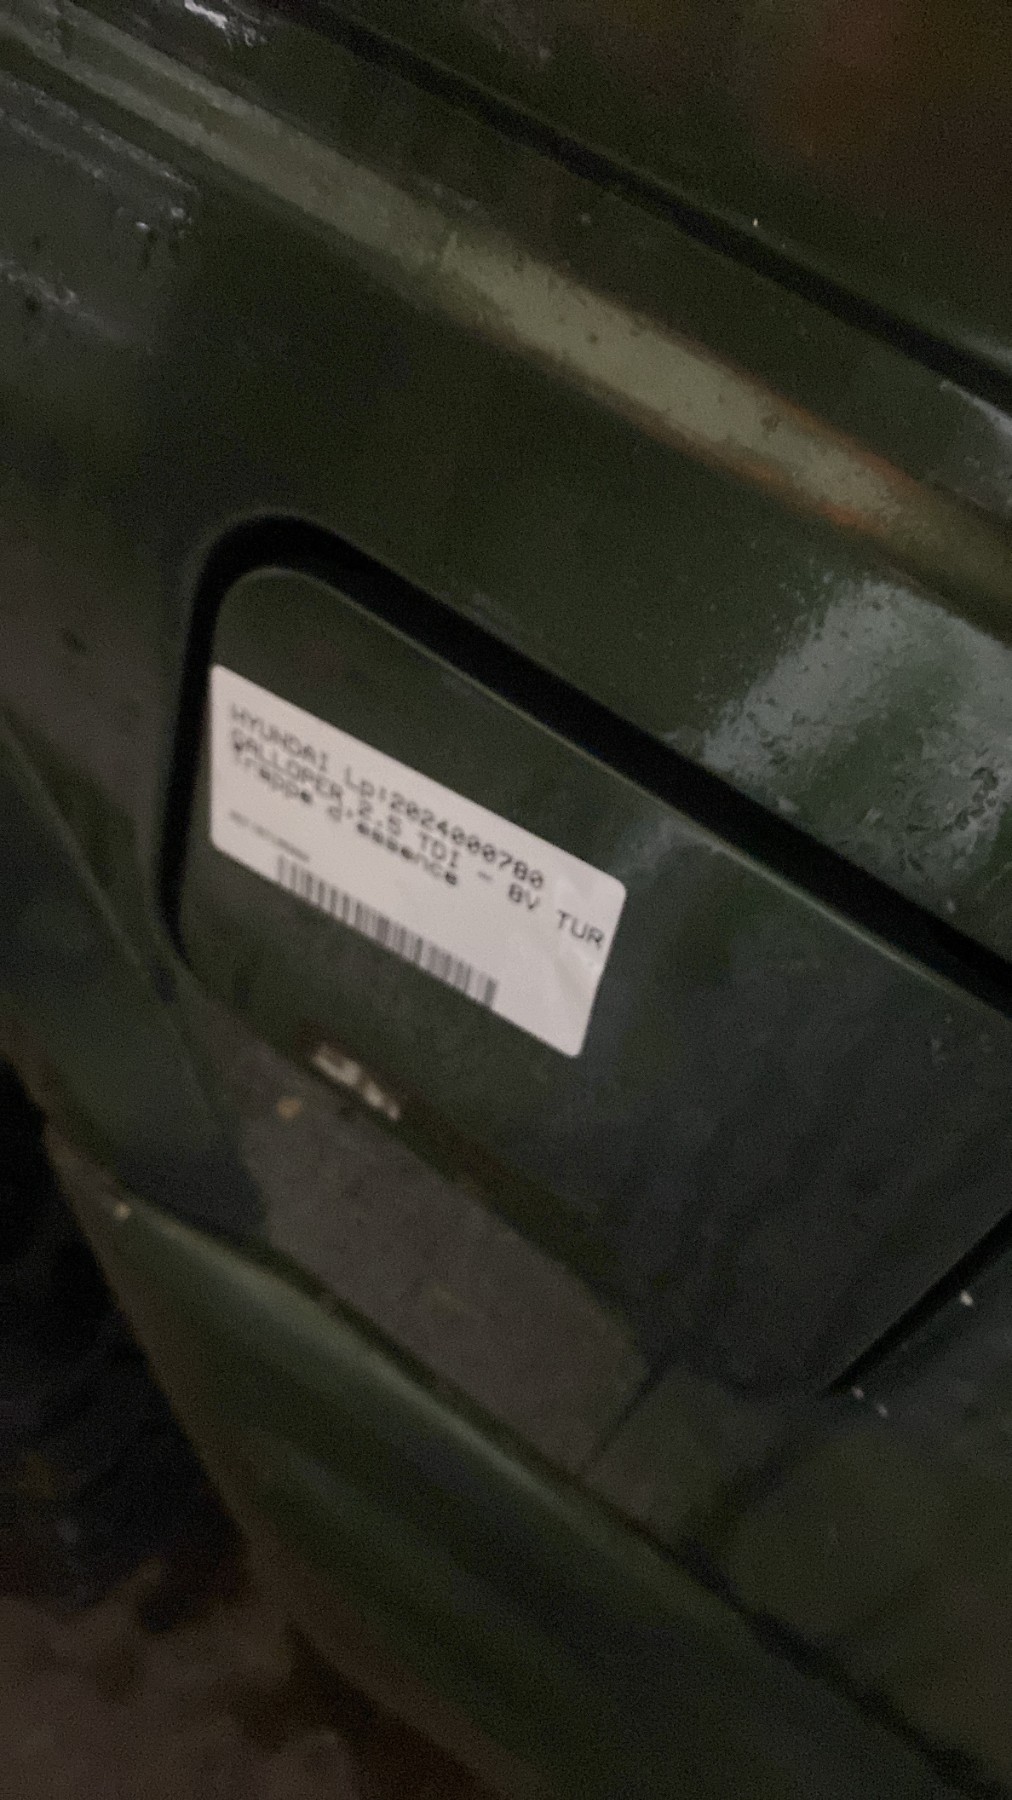 HYUNDAI Lp:2024000780
GALLOPER 2.5 TDI - 8V TUR
Trappe d'essence